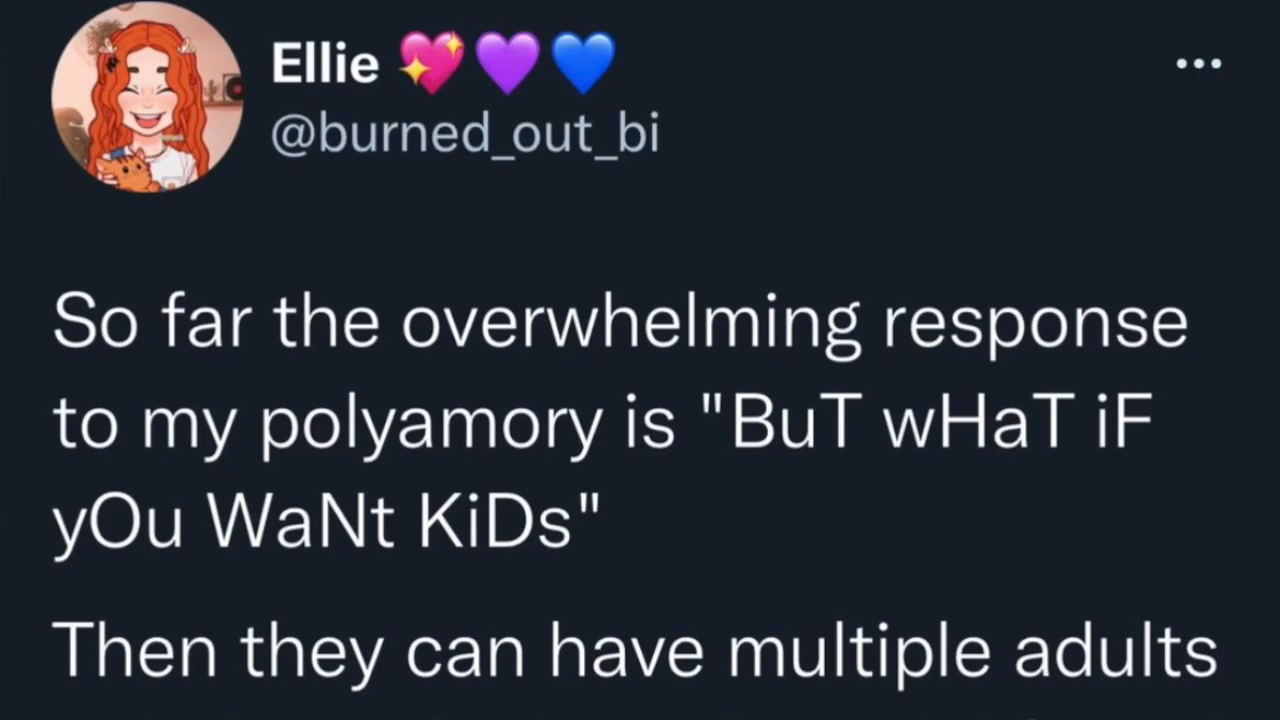 Ellie 💖💜💙
@burned_out_bi
So far the overwhelming response
to my polyamory is "BuT wHaT iF
yOu WaNt KiDs"
Then they can have multiple adults